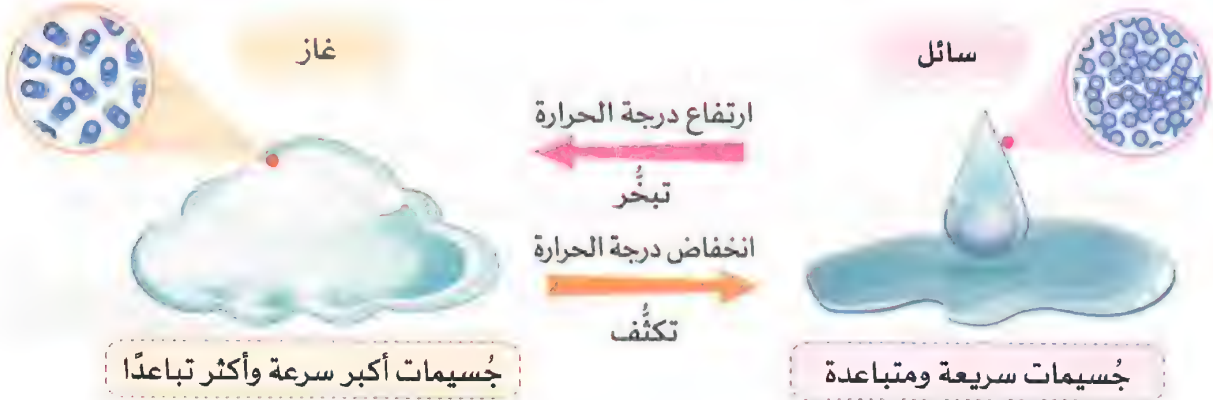 سائل
غاز
ارتفاع درجة الحرارة
تبخُّر
انخفاض درجة الحرارة
تكثُّف
جُسيمات سريعة ومتباعدة
جُسيمات أكبر سرعة وأكثر تباعدًا